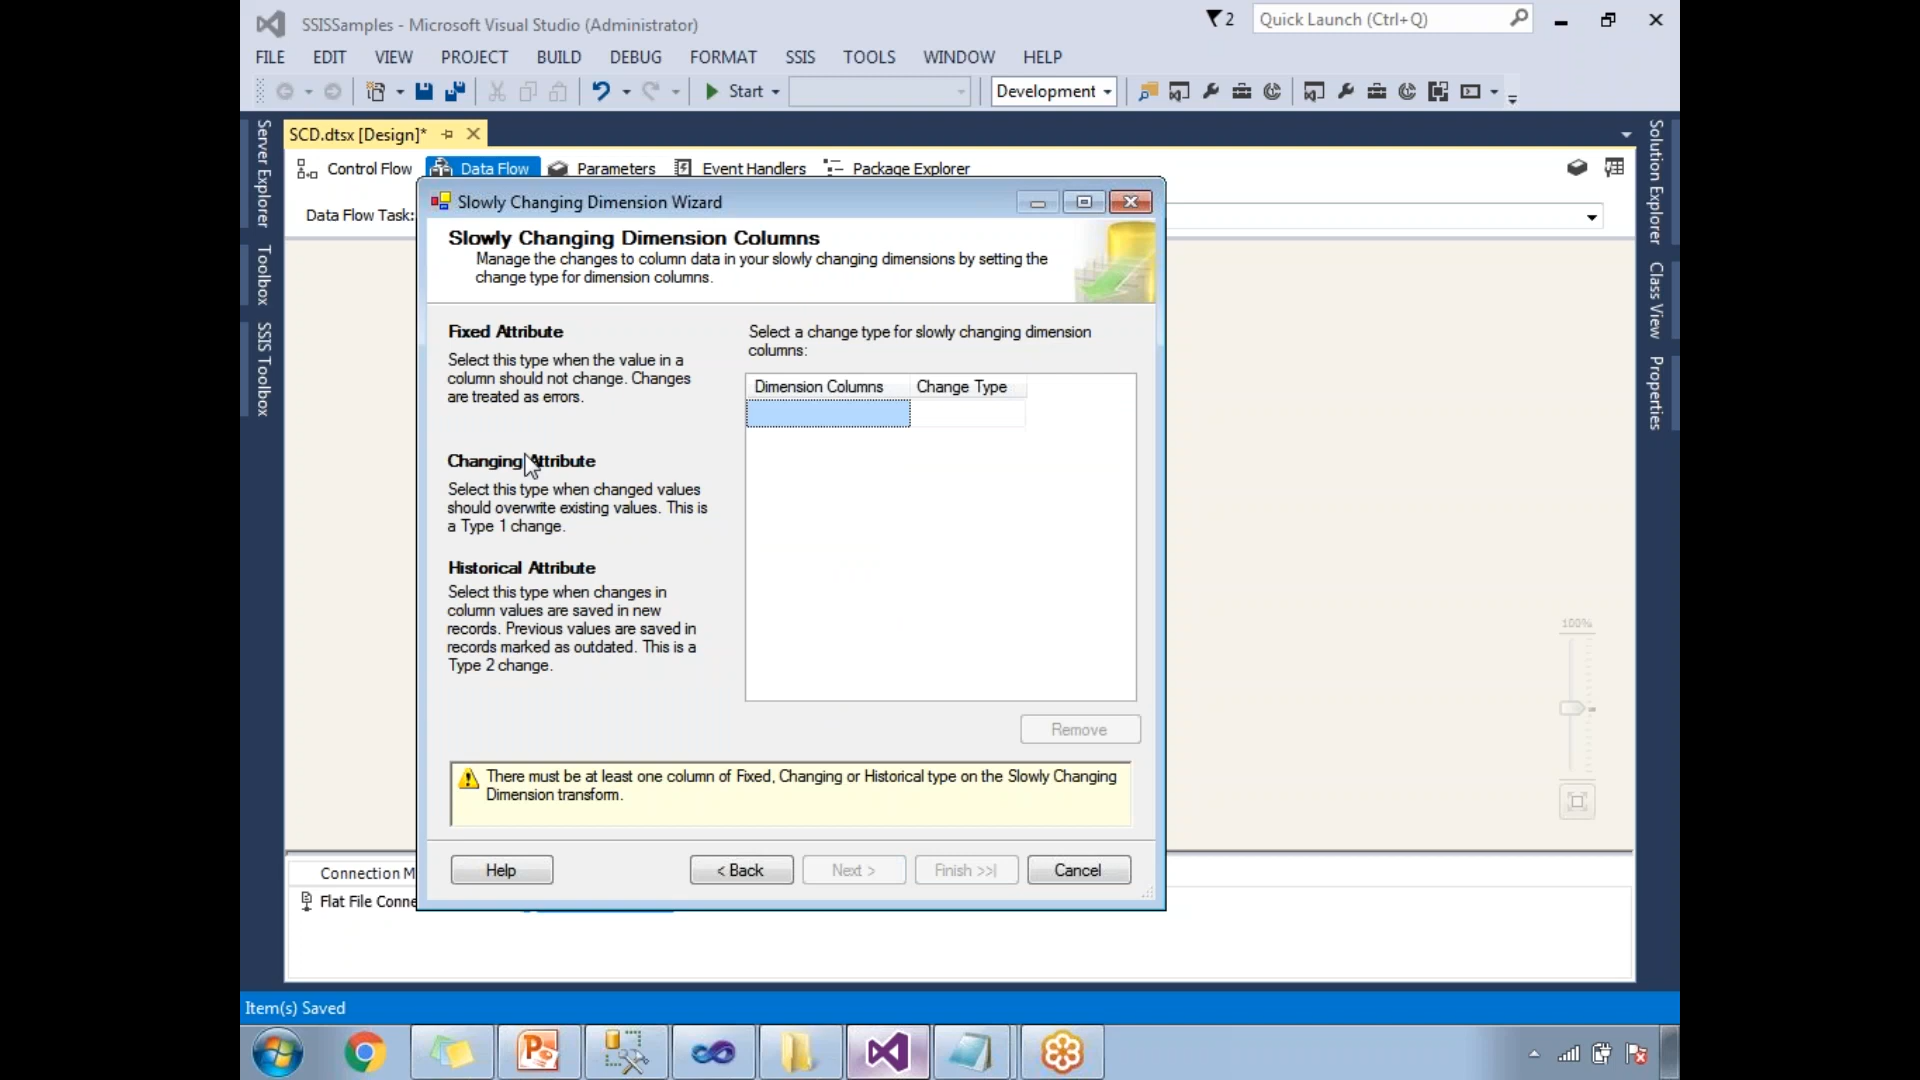 SSISSamples - Microsoft Visual Studio (Administrator)
2
Quick Launch (Ctrl+Q)
FILE EDIT VIEW PROJECT BUILD DEBUG FORMAT SSIS TOOLS WINDOW HELP
Start
Development
SCD.dtsx [Design]*
Control Flow Data Flow Parameters Event Handlers Package Explorer
Data Flow Task:
Server Explorer
Toolbox
SSIS Toolbox
Solution Explorer
Class View
Properties
Slowly Changing Dimension Wizard
Slowly Changing Dimension Columns
Manage the changes to column data in your slowly changing dimensions by setting the
change type for dimension columns.
Fixed Attribute
Select this type when the value in a
column should not change. Changes
are treated as errors.
Changing Attribute
Select this type when changed values
should overwrite existing values. This is
a Type 1 change.
Historical Attribute
Select this type when changes in
column values are saved in new
records. Previous values are saved in
records marked as outdated. This is a
Type 2 change.
Select a change type for slowly changing dimension
columns:
Dimension Columns Change Type
Remove
There must be at least one column of Fixed, Changing or Historical type on the Slowly Changing
Dimension transform.
Help < Back Next > Finish >>| Cancel
100%
Connection M
Flat File Conne
Item(s) Saved